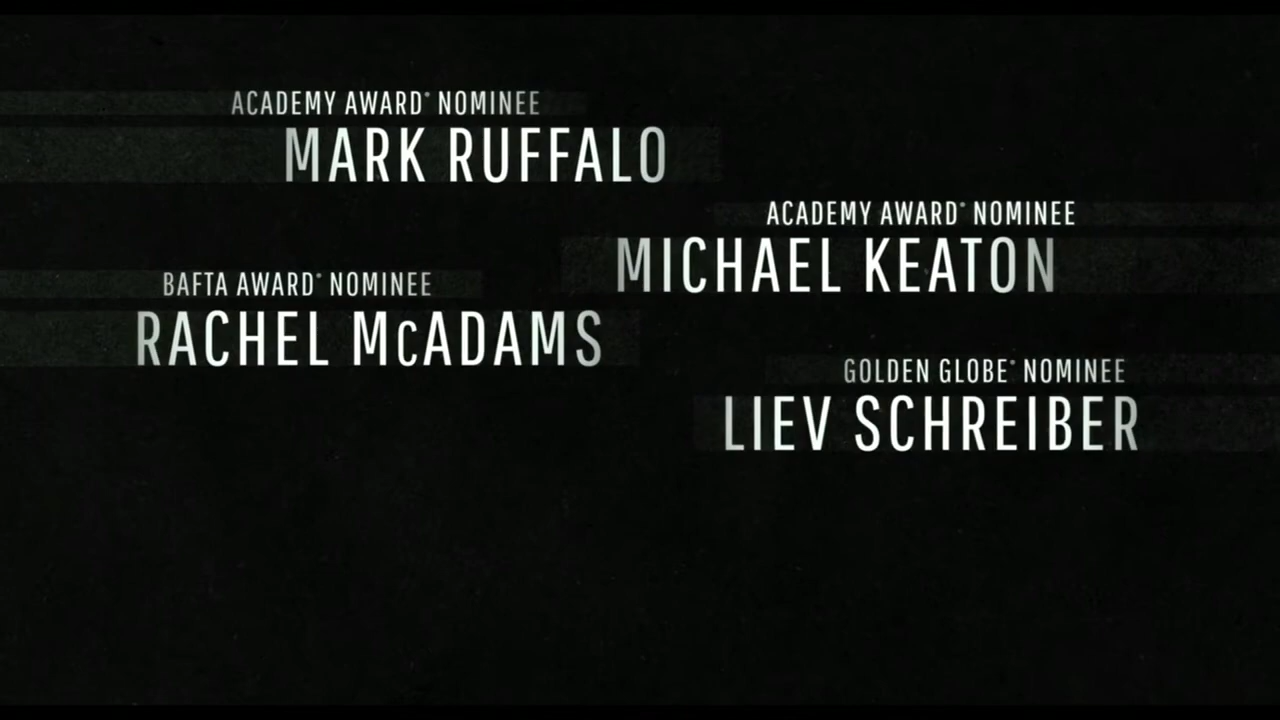 ACADEMY AWARD® NOMINEE
MARK RUFFALO
ACADEMY AWARD® NOMINEE
MICHAEL KEATON
BAFTA AWARD® NOMINEE
RACHEL McADAMS
GOLDEN GLOBE® NOMINEE
LIEV SCHREIBER